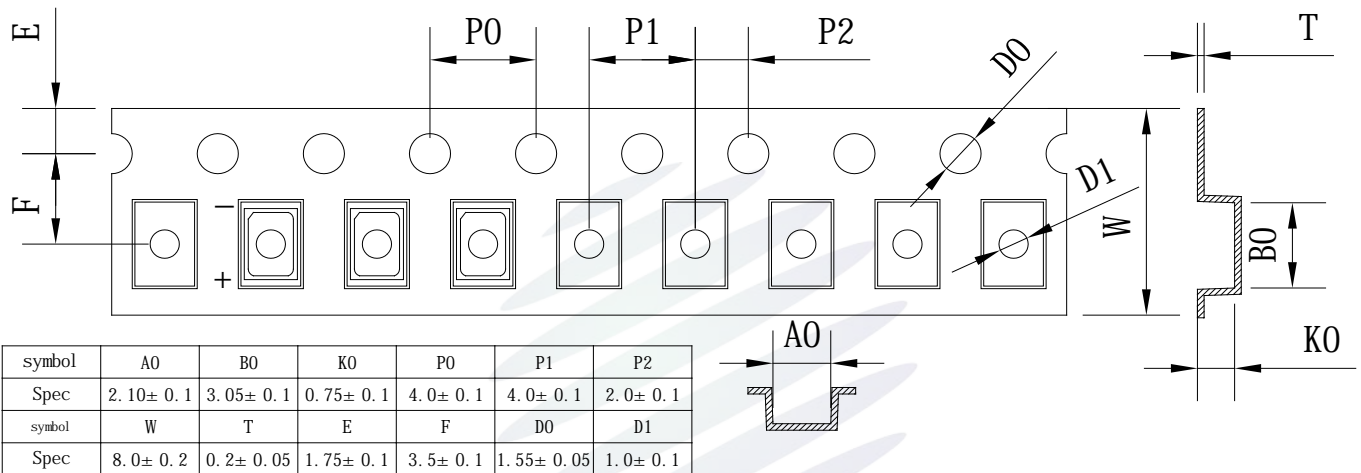 E P0 P1 P2 D0 T
F − + D1 W B0
A0 K0
symbol A0 B0 K0 P0 P1 P2
Spec 2.10± 0.1 3.05± 0.1 0.75± 0.1 4.0± 0.1 4.0± 0.1 2.0± 0.1
symbol W T E F D0 D1
Spec 8.0± 0.2 0.2± 0.05 1.75± 0.1 3.5± 0.1 1.55± 0.05 1.0± 0.1